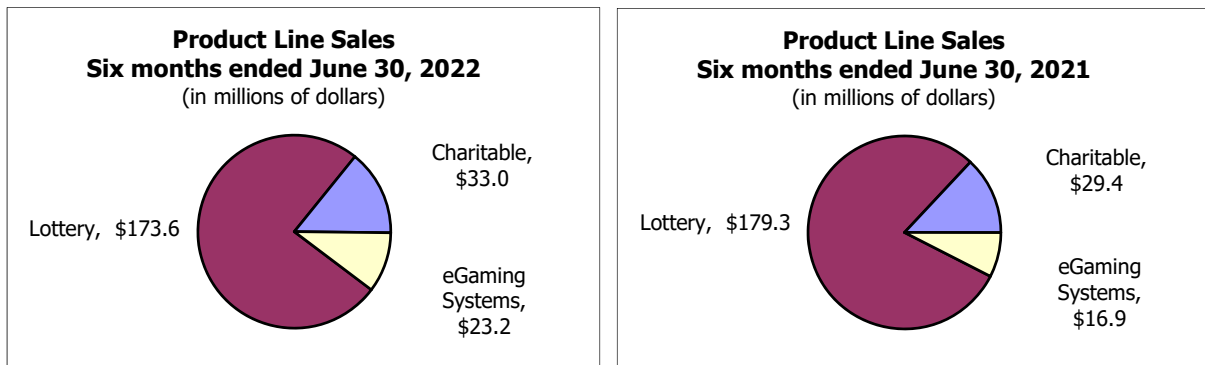 Product Line Sales
Six months ended June 30, 2022
(in millions of dollars)
Charitable,
$33.0
Lottery, $173.6
eGaming
Systems,
$23.2
Product Line Sales
Six months ended June 30, 2021
(in millions of dollars)
Charitable,
$29.4
Lottery, $179.3
eGaming
Systems,
$16.9